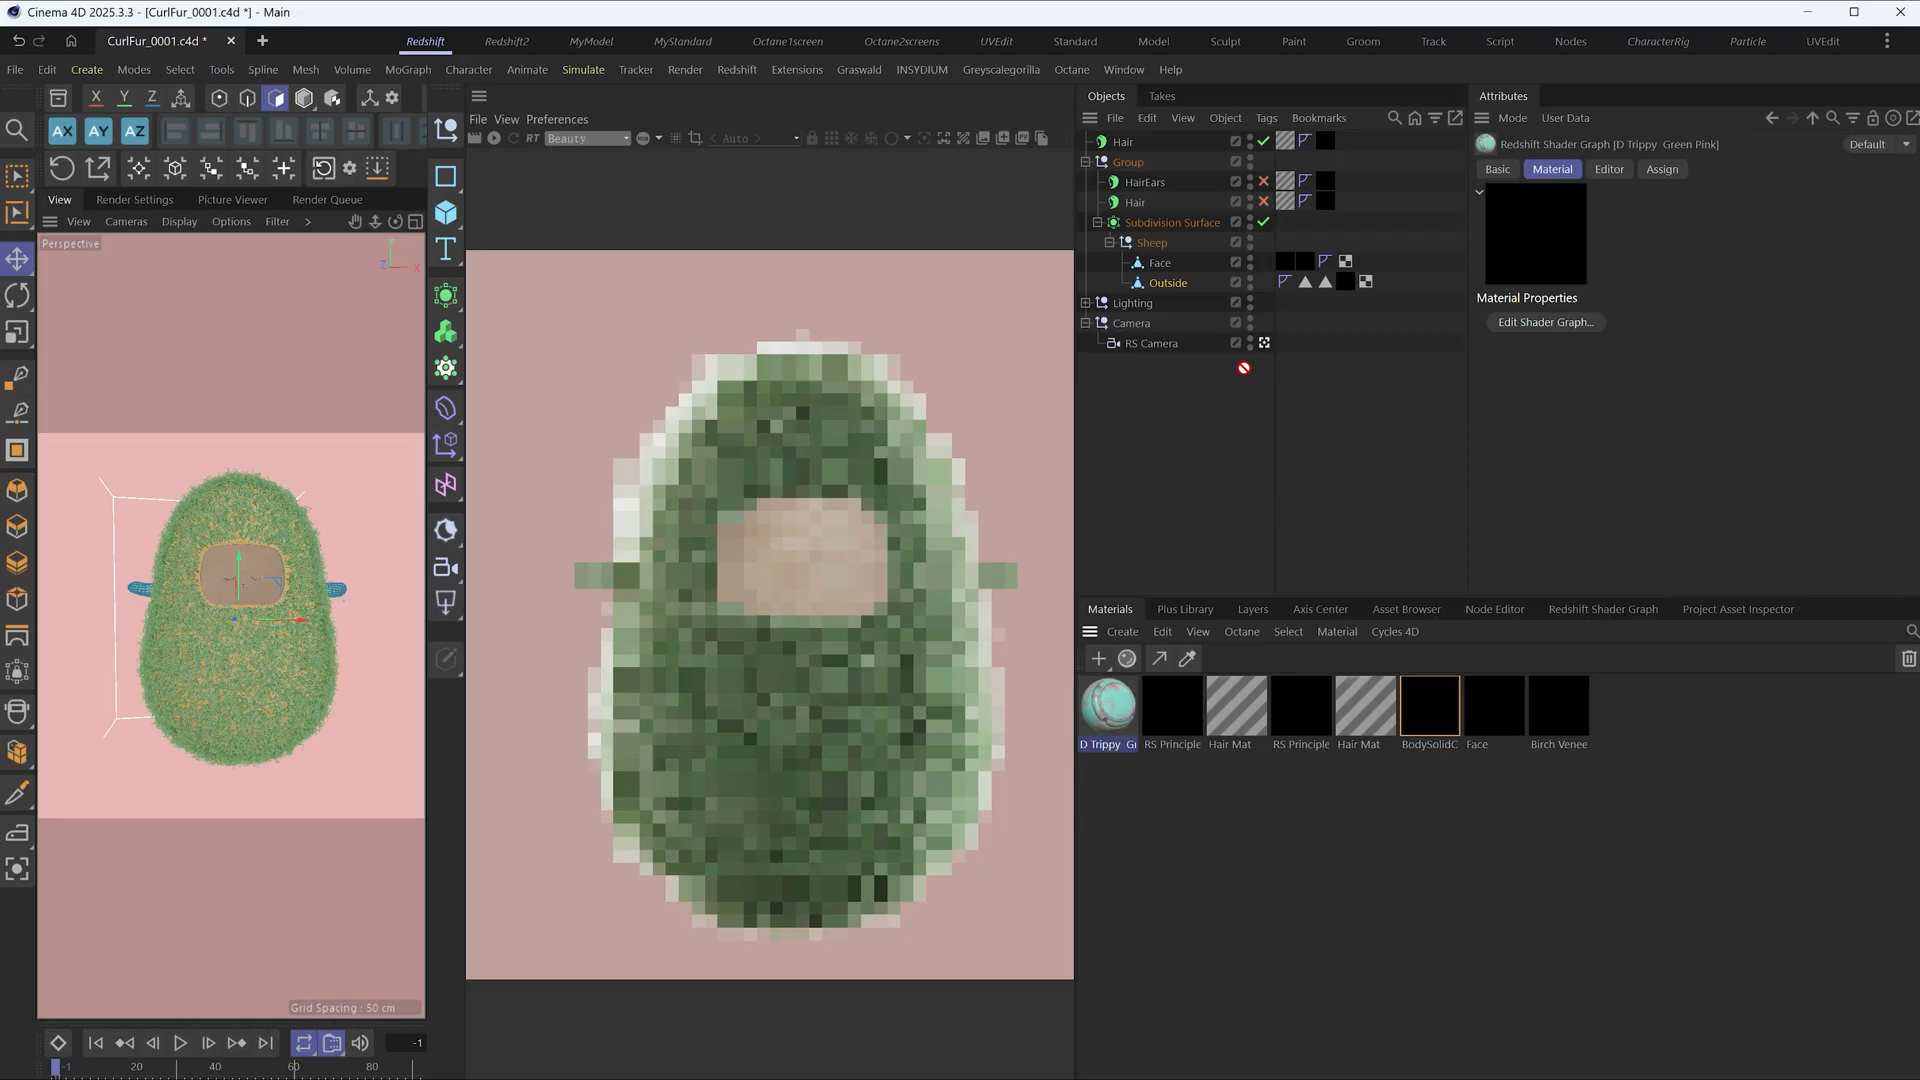 Cinema 4D 2025.3.3 - [CurlFur_0001.c4d *] - Main
CurlFur_0001.c4d *
Redshift Redshift2 MyModel MyStandard Octane1screen Octane2screens UVEdit Standard Model Sculpt Paint Groom Track Script Nodes CharacterRig Particle UVEdit
File Edit Create Modes Select Tools Spline Mesh Volume MoGraph Character Animate Simulate Tracker Render Redshift Extensions Graswald INSYDIUM Greyscalegorilla Octane Window Help
X Y Z
AX AY AZ
View Render Settings Picture Viewer Render Queue
View Cameras Display Options Filter
Perspective
Y
Z X
Grid Spacing : 50 cm
-1
-1 20 40 60 80
File View Preferences
RT Beauty < Auto >
Objects Takes
File Edit View Object Tags Bookmarks
Hair
Group
HairEars
Hair
Subdivision Surface
Sheep
Face
Outside
Lighting
Camera
RS Camera
Attributes
Mode User Data
Redshift Shader Graph [D Trippy Green Pink]
Default
Basic Material Editor Assign
Material Properties
Edit Shader Graph...
Materials Plus Library Layers Axis Center Asset Browser Node Editor Redshift Shader Graph Project Asset Inspector
Create Edit View Octane Select Material Cycles 4D
D Trippy Gr RS Principle Hair Mat RS Principle Hair Mat BodySolidC Face Birch Venee